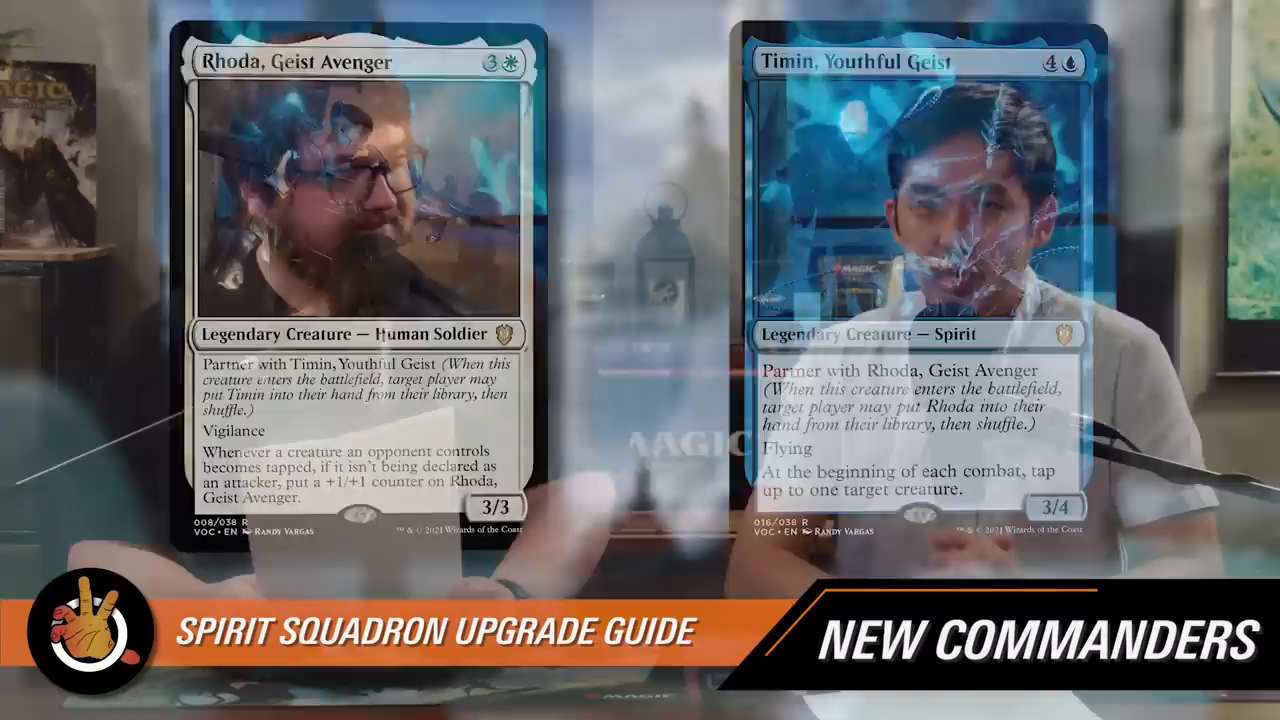 Rhoda, Geist Avenger 3
Legendary Creature — Human Soldier
Partner with Timin, Youthful Geist (When this
creature enters the battlefield, target player may
put Timin into their hand from their library, then
shuffle.)
Vigilance
Whenever a creature an opponent controls
becomes tapped, if it isn't being declared as
an attacker, put a +1/+1 counter on Rhoda,
Geist Avenger.
3/3
008/038 R
VOC • EN RANDY VARGAS
™ & © 2021 Wizards of the Coast
Timin, Youthful Geist 4
Legendary Creature — Spirit
Partner with Rhoda, Geist Avenger
(When this creature enters the battlefield,
target player may put Rhoda into their
hand from their library, then shuffle.)
Flying
At the beginning of each combat, tap
up to one target creature.
3/4
016/038 R
VOC • EN RANDY VARGAS
™ & © 2021 Wizards of the Coast
MAGIC
MAGIC
SPIRIT SQUADRON UPGRADE GUIDE
NEW COMMANDERS